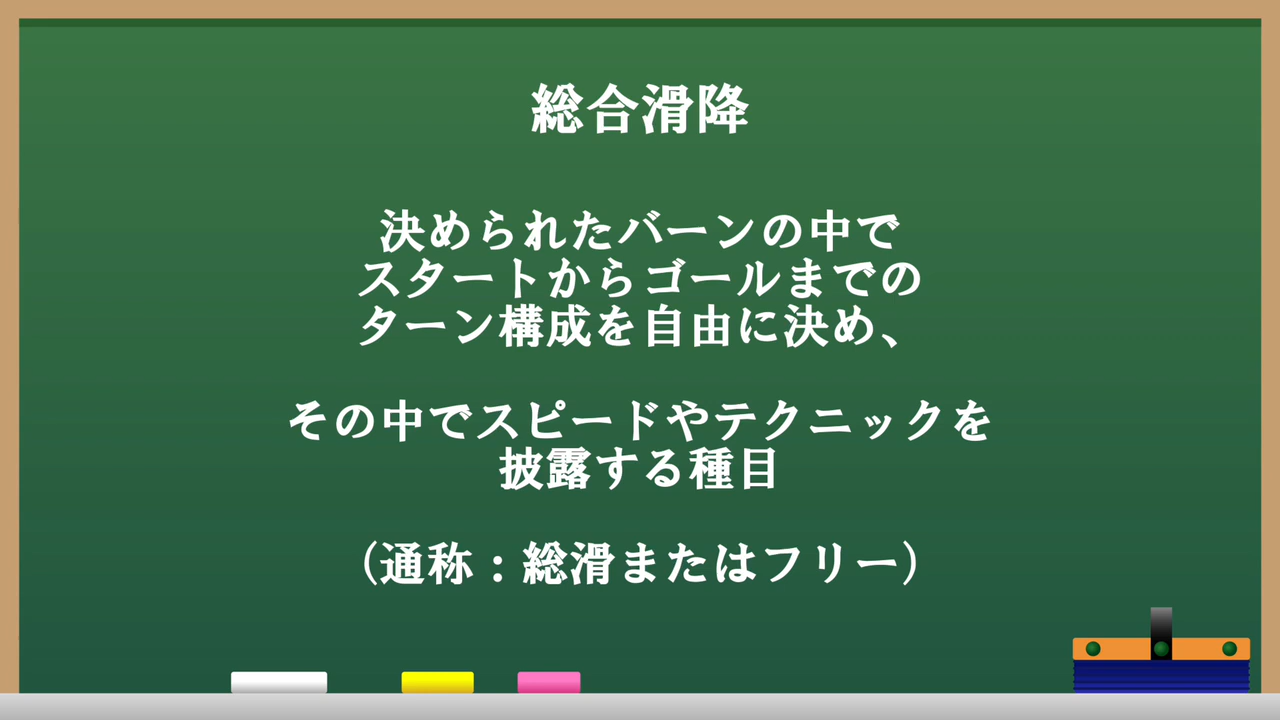 総合滑降
決められたバーンの中で
スタートからゴールまでの
ターン構成を自由に決め、
その中でスピードやテクニックを
披露する種目
（通称：総滑またはフリー）